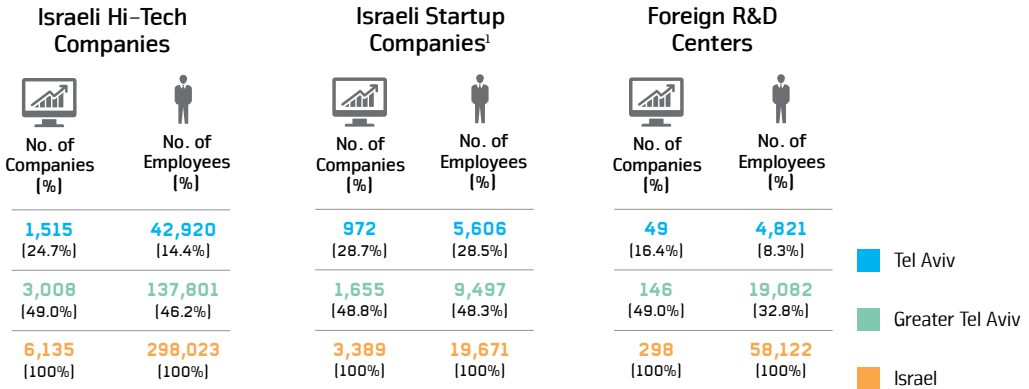 Israeli Hi-Tech
Companies
Israeli Startup
Companies¹
Foreign R&D
Centers
No. of
Companies
(%)
No. of
Employees
(%)
No. of
Companies
(%)
No. of
Employees
(%)
No. of
Companies
(%)
No. of
Employees
(%)
1,515
(24.7%)
42,920
(14.4%)
972
(28.7%)
5,606
(28.5%)
49
(16.4%)
4,821
(8.3%)
3,008
(49.0%)
137,801
(46.2%)
1,655
(48.8%)
9,497
(48.3%)
146
(49.0%)
19,082
(32.8%)
6,135
(100%)
298,023
(100%)
3,389
(100%)
19,671
(100%)
298
(100%)
58,122
(100%)
Tel Aviv
Greater Tel Aviv
Israel